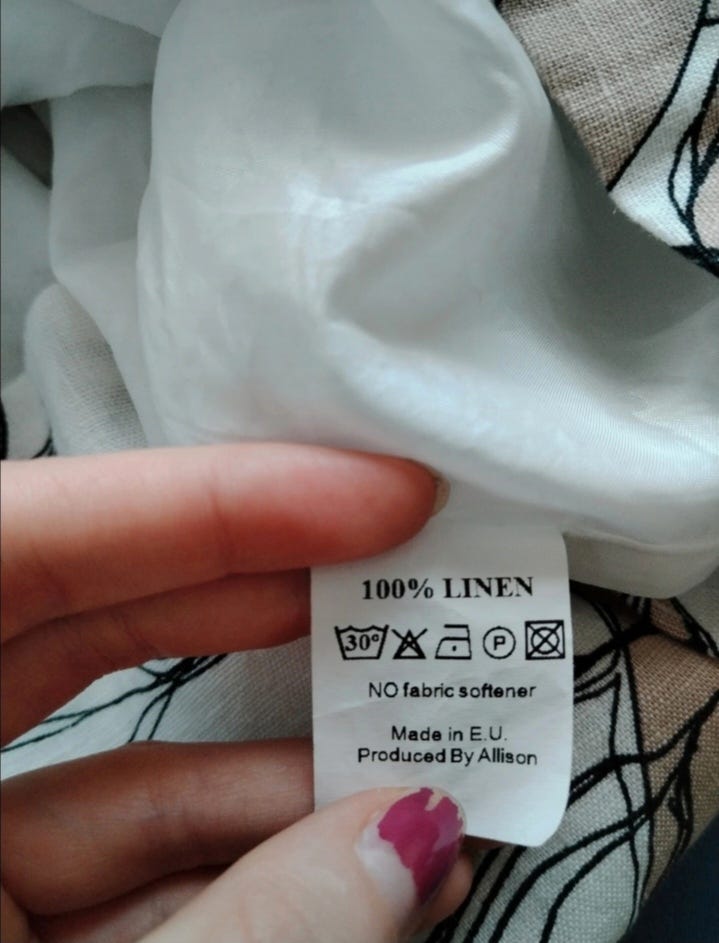 100% LINEN
30° P
NO fabric softener
Made in E.U.
Produced By Allison